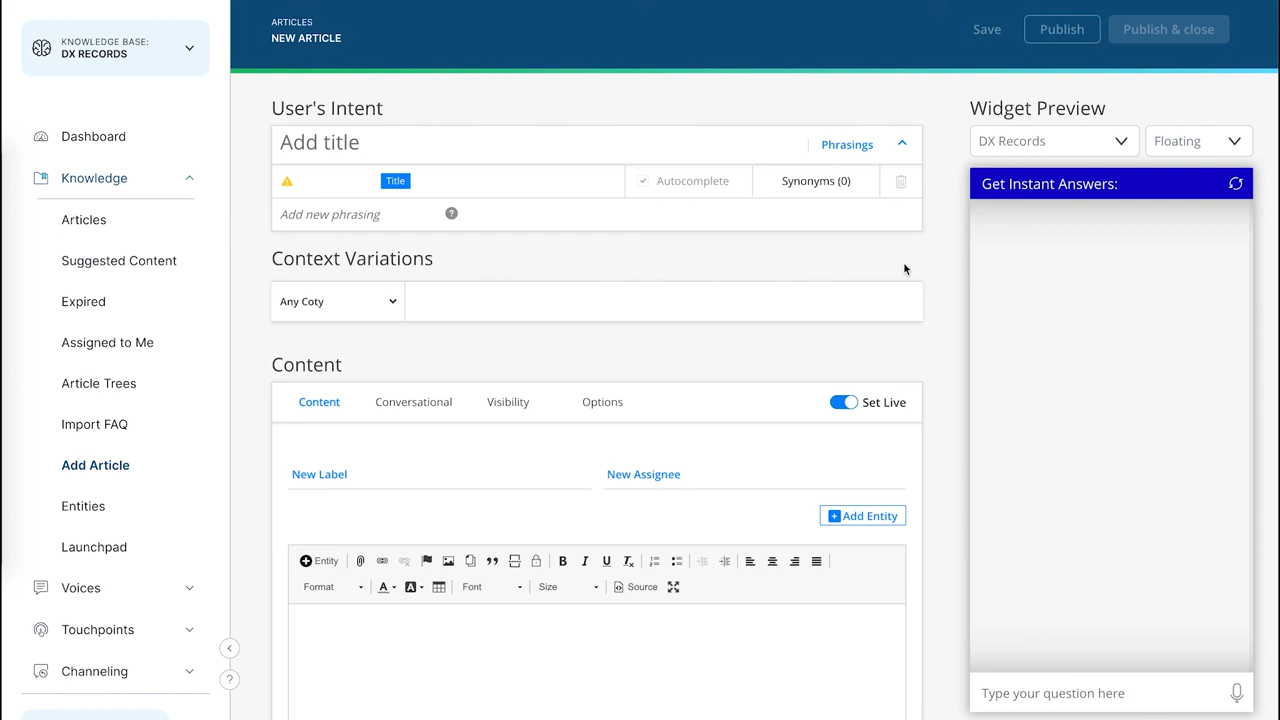 KNOWLEDGE BASE:
DX RECORDS
Dashboard
Knowledge
Articles
Suggested Content
Expired
Assigned to Me
Article Trees
Import FAQ
Add Article
Entities
Launchpad
Voices
Touchpoints
Channeling
ARTICLES
NEW ARTICLE
Save
Publish
Publish & close
User's Intent
Add title
Phrasings
Title
Autocomplete
Synonyms (0)
Add new phrasing
?
Context Variations
Any Coty
Content
Content
Conversational
Visibility
Options
Set Live
New Label
New Assignee
Add Entity
Entity
B
I
U
Tx
Format
A
A
Font
Size
Source
?
Widget Preview
DX Records
Floating
Get Instant Answers:
Type your question here